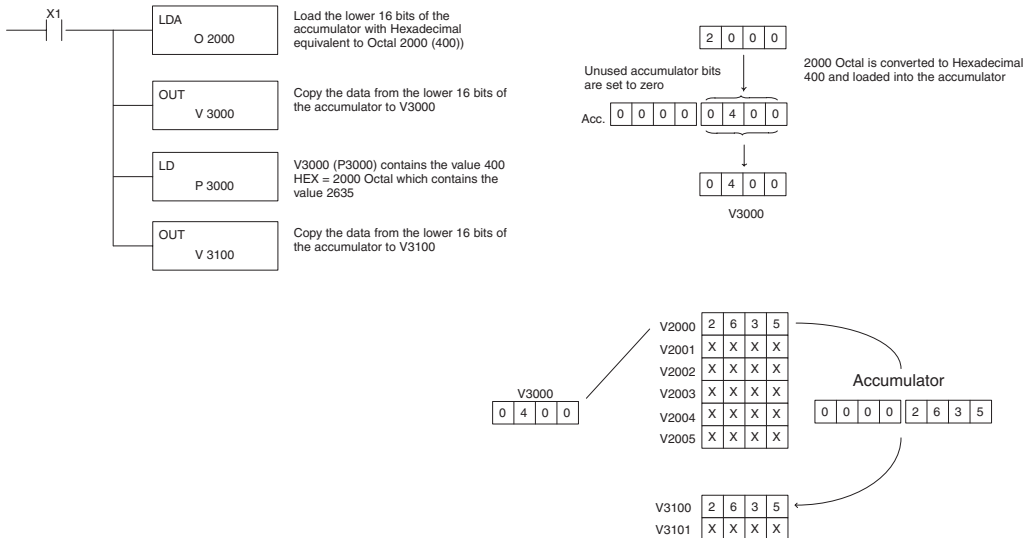 X1
LDA
O 2000
Load the lower 16 bits of the
accumulator with Hexadecimal
equivalent to Octal 2000 (400))
OUT
V 3000
Copy the data from the lower 16 bits of
the accumulator to V3000
LD
P 3000
V3000 (P3000) contains the value 400
HEX = 2000 Octal which contains the
value 2635
OUT
V 3100
Copy the data from the lower 16 bits of
the accumulator to V3100
2 0 0 0
2000 Octal is converted to Hexadecimal
400 and loaded into the accumulator
Unused accumulator bits
are set to zero
Acc. 0 0 0 0 0 4 0 0
0 4 0 0
V3000
V3000
0 4 0 0
V2000 2 6 3 5
V2001 X X X X
V2002 X X X X
V2003 X X X X
V2004 X X X X
V2005 X X X X
Accumulator
0 0 0 0 2 6 3 5
V3100 2 6 3 5
V3101 X X X X